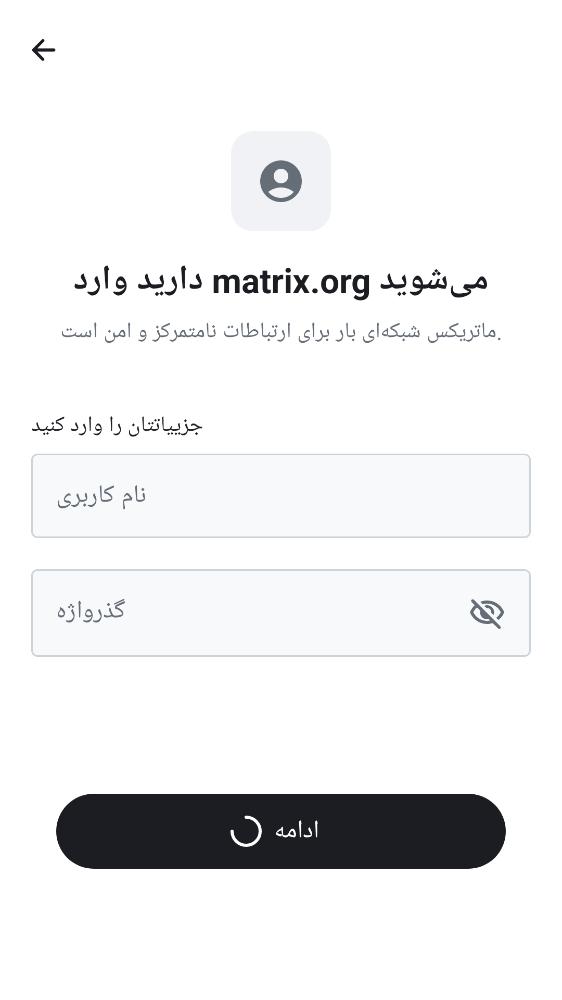 دارید وارد matrix.org می‌شوید
ماتریکس شبکه‌ای بار برای ارتباطات نامتمرکز و امن است.
جزییاتتان را وارد کنید
نام کاربری
گذرواژه
ادامه